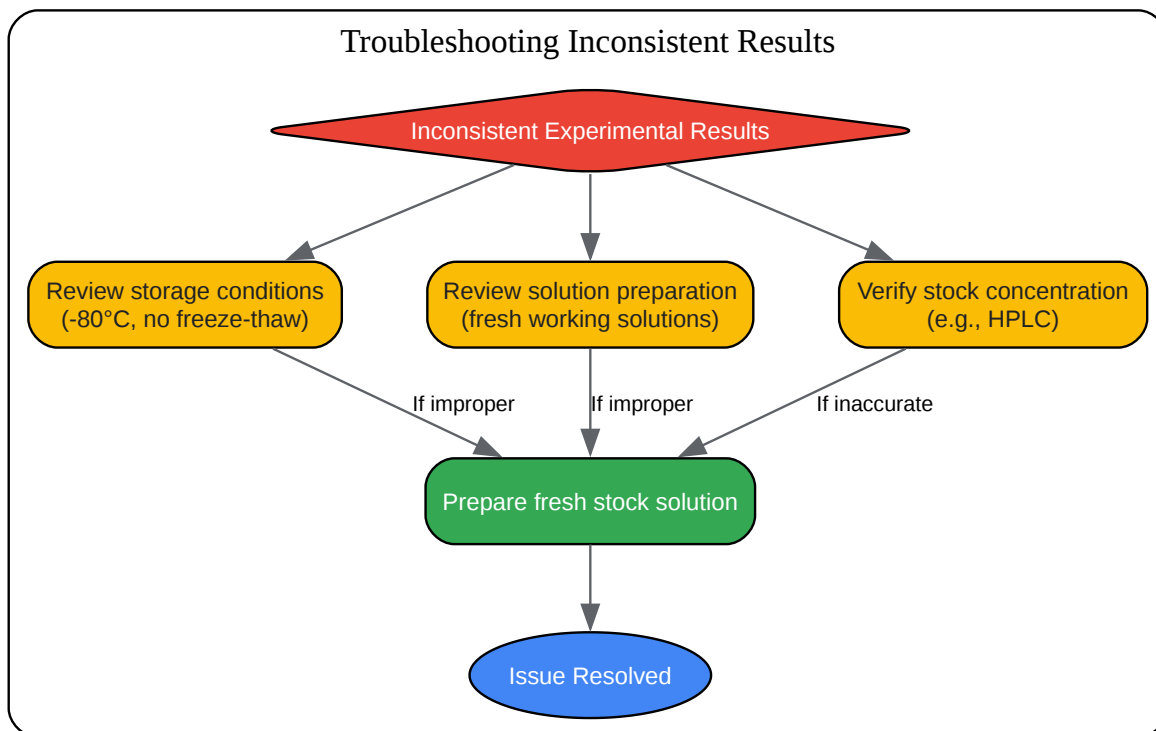 Troubleshooting Inconsistent Results
Inconsistent Experimental Results
Review storage conditions
(-80°C, no freeze-thaw)
Review solution preparation
(fresh working solutions)
Verify stock concentration
(e.g., HPLC)
If improper
If improper
If inaccurate
Prepare fresh stock solution
Issue Resolved